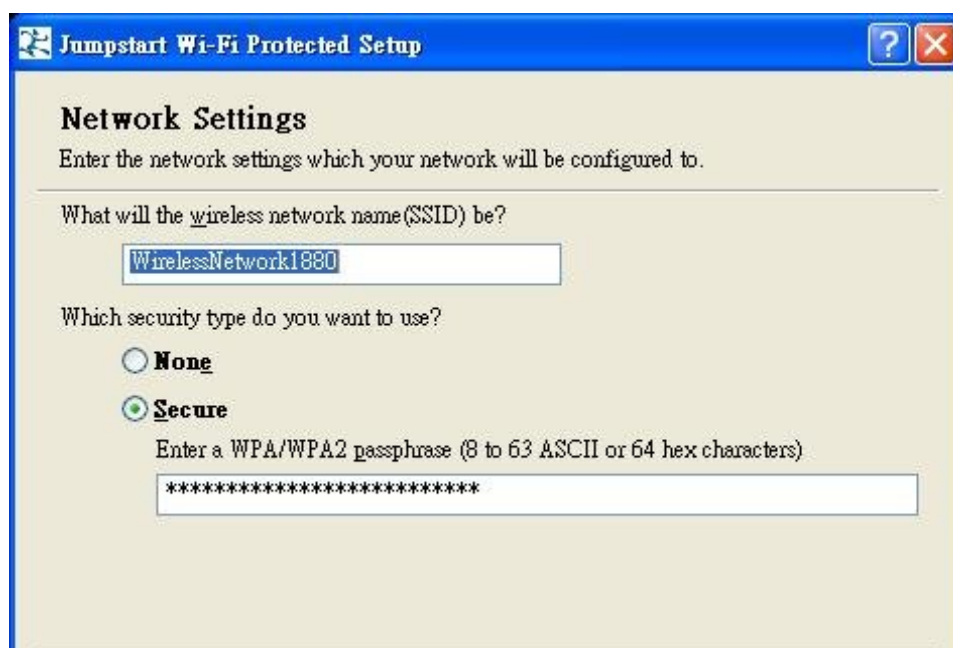 Jumpstart Wi-Fi Protected Setup
?
Network Settings
Enter the network settings which your network will be configured to.
What will the wireless network name(SSID) be?
WirelessNetwork1880
Which security type do you want to use?
None
Secure
Enter a WPA/WPA2 passphrase (8 to 63 ASCII or 64 hex characters)
**************************